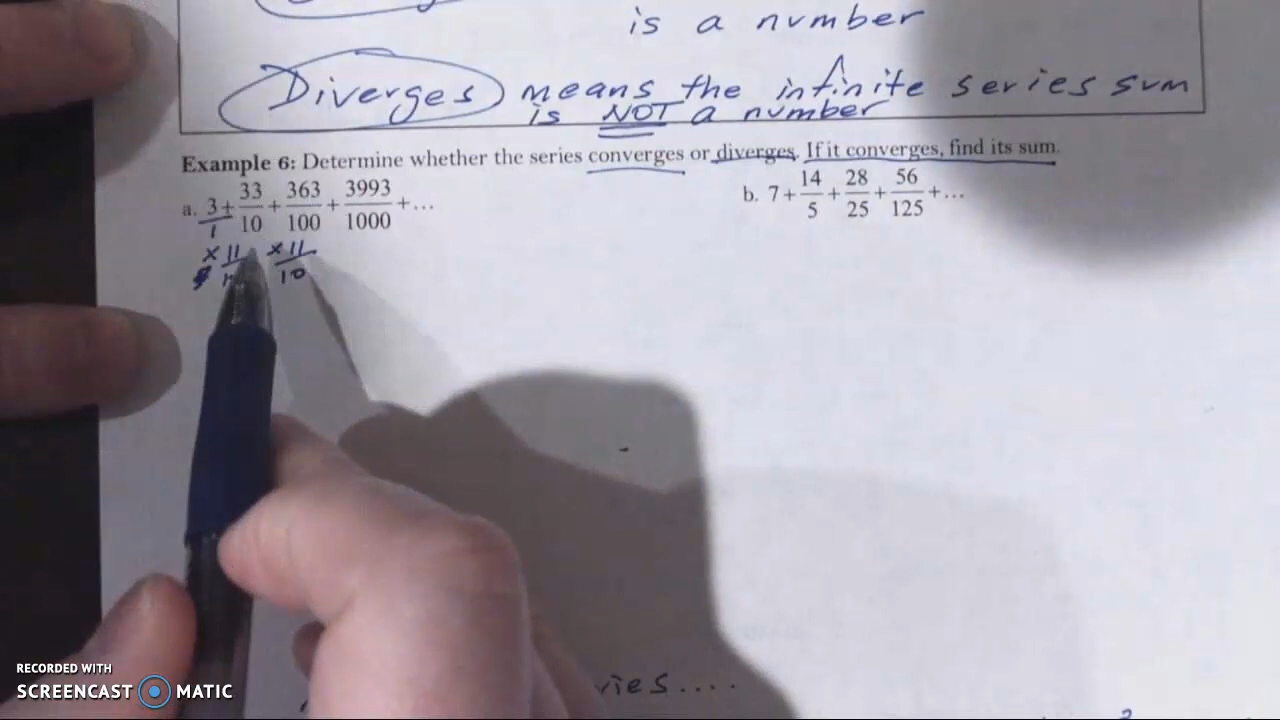 is a number
Diverges means the infinite series sum
is NOT a number
Example 6: Determine whether the series converges or diverges. If it converges, find its sum.
a. 3/1 + 33/10 + 363/100 + 3993/1000 + ...
× 11 × 11/10
b. 7 + 14/5 + 28/25 + 56/125 + ...
RECORDED WITH
SCREENCAST MATIC